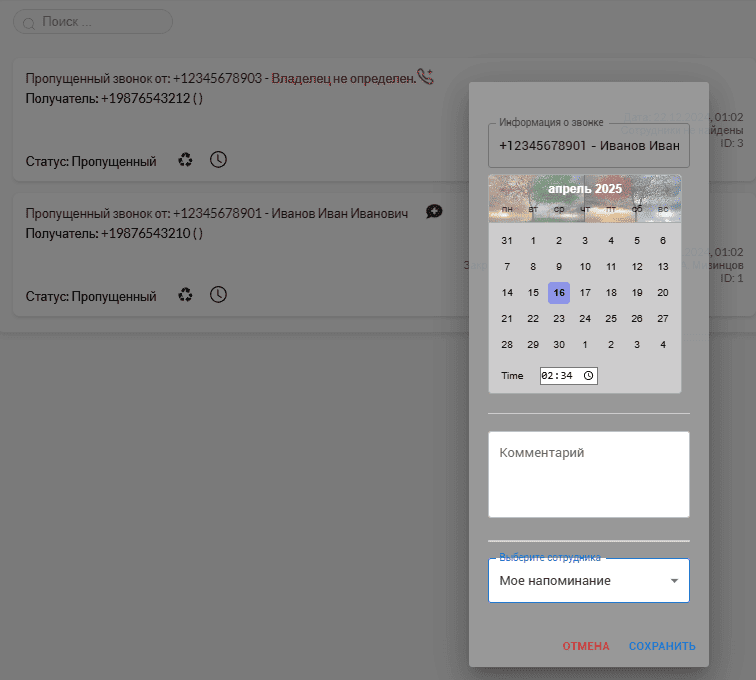 Поиск ...
Пропущенный звонок от: +12345678903 - Владелец не определен.
Получатель: +19876543212 ( )
01:02
найдены
Статус: Пропущенный
ID: 3
Пропущенный звонок от: +12345678901 - Иванов Иван Иванович
Получатель: +19876543210 ( )
01:02
ID: 1
Статус: Пропущенный
Информация о звонке
+12345678901 - Иванов Иван
апрель 2025
пн вт ср чт пт сб вс
31 1 2 3 4 5 6
7 8 9 10 11 12 13
14 15 16 17 18 19 20
21 22 23 24 25 26 27
28 29 30 1 2 3 4
Time 02:34
Комментарий
Выберите сотрудника
Мое напоминание
ОТМЕНА СОХРАНИТЬ